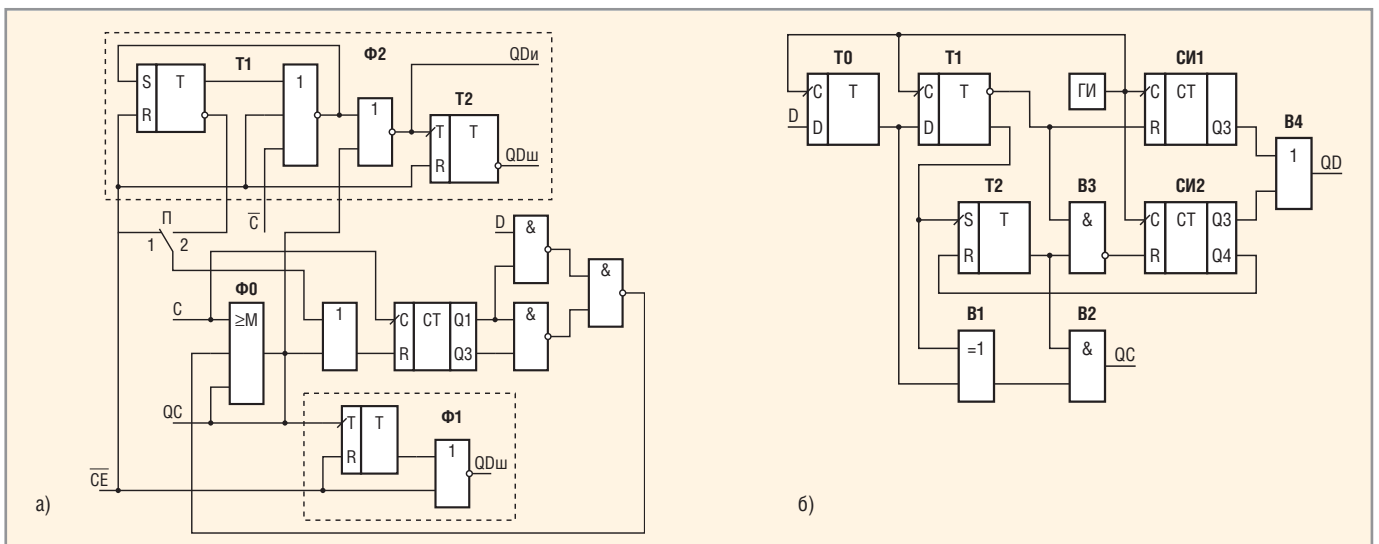 Ф2
T1
S T
R
1
1
QDи
T2
T T
R
QDш
C
П
1 2
D
&
&
&
Ф0
C
≥M
1
C CT Q1
R Q3
QC
Ф1
T T
R
1
QDш
CE
а)
T0
T1
СИ1
C T
D D
C T
D
ГИ
C CT
R Q3
B4
1
QD
T2
B3
СИ2
S T
R
&
C CT Q3
R Q4
B1
B2
=1
&
QC
б)